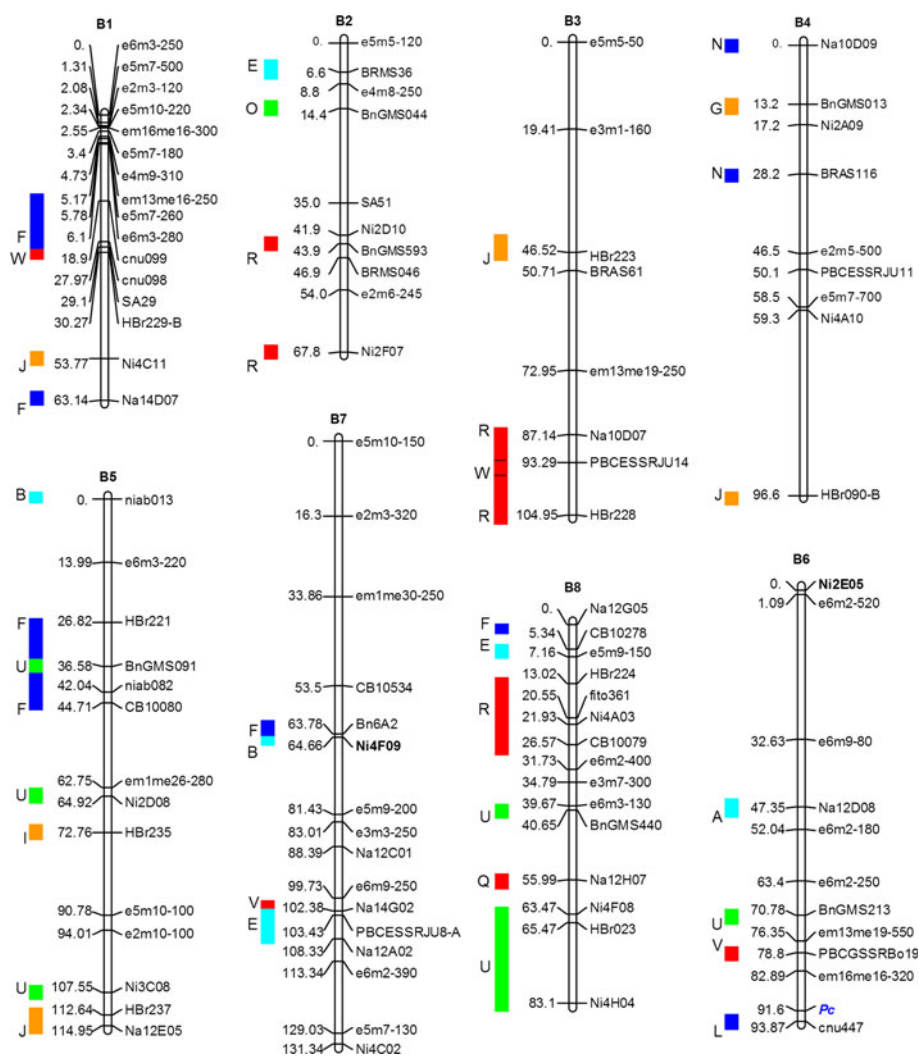 B1
0. e6m3-250
1.31 e5m7-500
2.08 e2m3-120
2.34 e5m10-220
2.55 em16me16-300
3.4 e5m7-180
4.73 e4m9-310
5.17 em13me16-250
5.78 e5m7-260
F 6.1 e6m3-280
W 18.9 cnu099
27.97 cnu098
29.1 SA29
30.27 HBr229-B
J 53.77 Ni4C11
F 63.14 Na14D07
B2
0. e5m5-120
E 6.6 BRMS36
8.8 e4m8-250
O 14.4 BnGMS044
35.0 SA51
41.9 Ni2D10
R 43.9 BnGMS593
46.9 BRMS046
54.0 e2m6-245
R 67.8 Ni2F07
B3
0. e5m5-50
19.41 e3m1-160
J 46.52 HBr223
50.71 BRAS61
72.95 em13me19-250
R 87.14 Na10D07
W 93.29 PBCESSRJU14
R 104.95 HBr228
B4
N 0. Na10D09
G 13.2 BnGMS013
17.2 Ni2A09
N 28.2 BRAS116
46.5 e2m5-500
50.1 PBCESSRJU11
58.5 e5m7-700
59.3 Ni4A10
J 96.6 HBr090-B
B5
B 0. niab013
13.99 e6m3-220
F 26.82 HBr221
U 36.58 BnGMS091
42.04 niab082
F 44.71 CB10080
62.75 em1me26-280
U 64.92 Ni2D08
I 72.76 HBr235
90.78 e5m10-100
94.01 e2m10-100
U 107.55 Ni3C08
112.64 HBr237
J 114.95 Na12E05
B7
0. e5m10-150
16.3 e2m3-320
33.86 em1me30-250
53.5 CB10534
F 63.78 Bn6A2
B 64.66 Ni4F09
81.43 e5m9-200
83.01 e3m3-250
88.39 Na12C01
99.73 e6m9-250
V 102.38 Na14G02
E 103.43 PBCESSRJU8-A
108.33 Na12A02
113.34 e6m2-390
129.03 e5m7-130
131.34 Ni4C02
B8
0. Na12G05
F 5.34 CB10278
E 7.16 e5m9-150
13.02 HBr224
20.55 fito361
R 21.93 Ni4A03
26.57 CB10079
31.73 e6m2-400
34.79 e3m7-300
39.67 e6m3-130
U 40.65 BnGMS440
Q 55.99 Na12H07
63.47 Ni4F08
65.47 HBr023
U
83.1 Ni4H04
B6
0. Ni2E05
1.09 e6m2-520
32.63 e6m9-80
A 47.35 Na12D08
52.04 e6m2-180
63.4 e6m2-250
U 70.78 BnGMS213
76.35 em13me19-550
V 78.8 PBCGSSRBo19
82.89 em16me16-320
91.6 Pc
L 93.87 cnu447